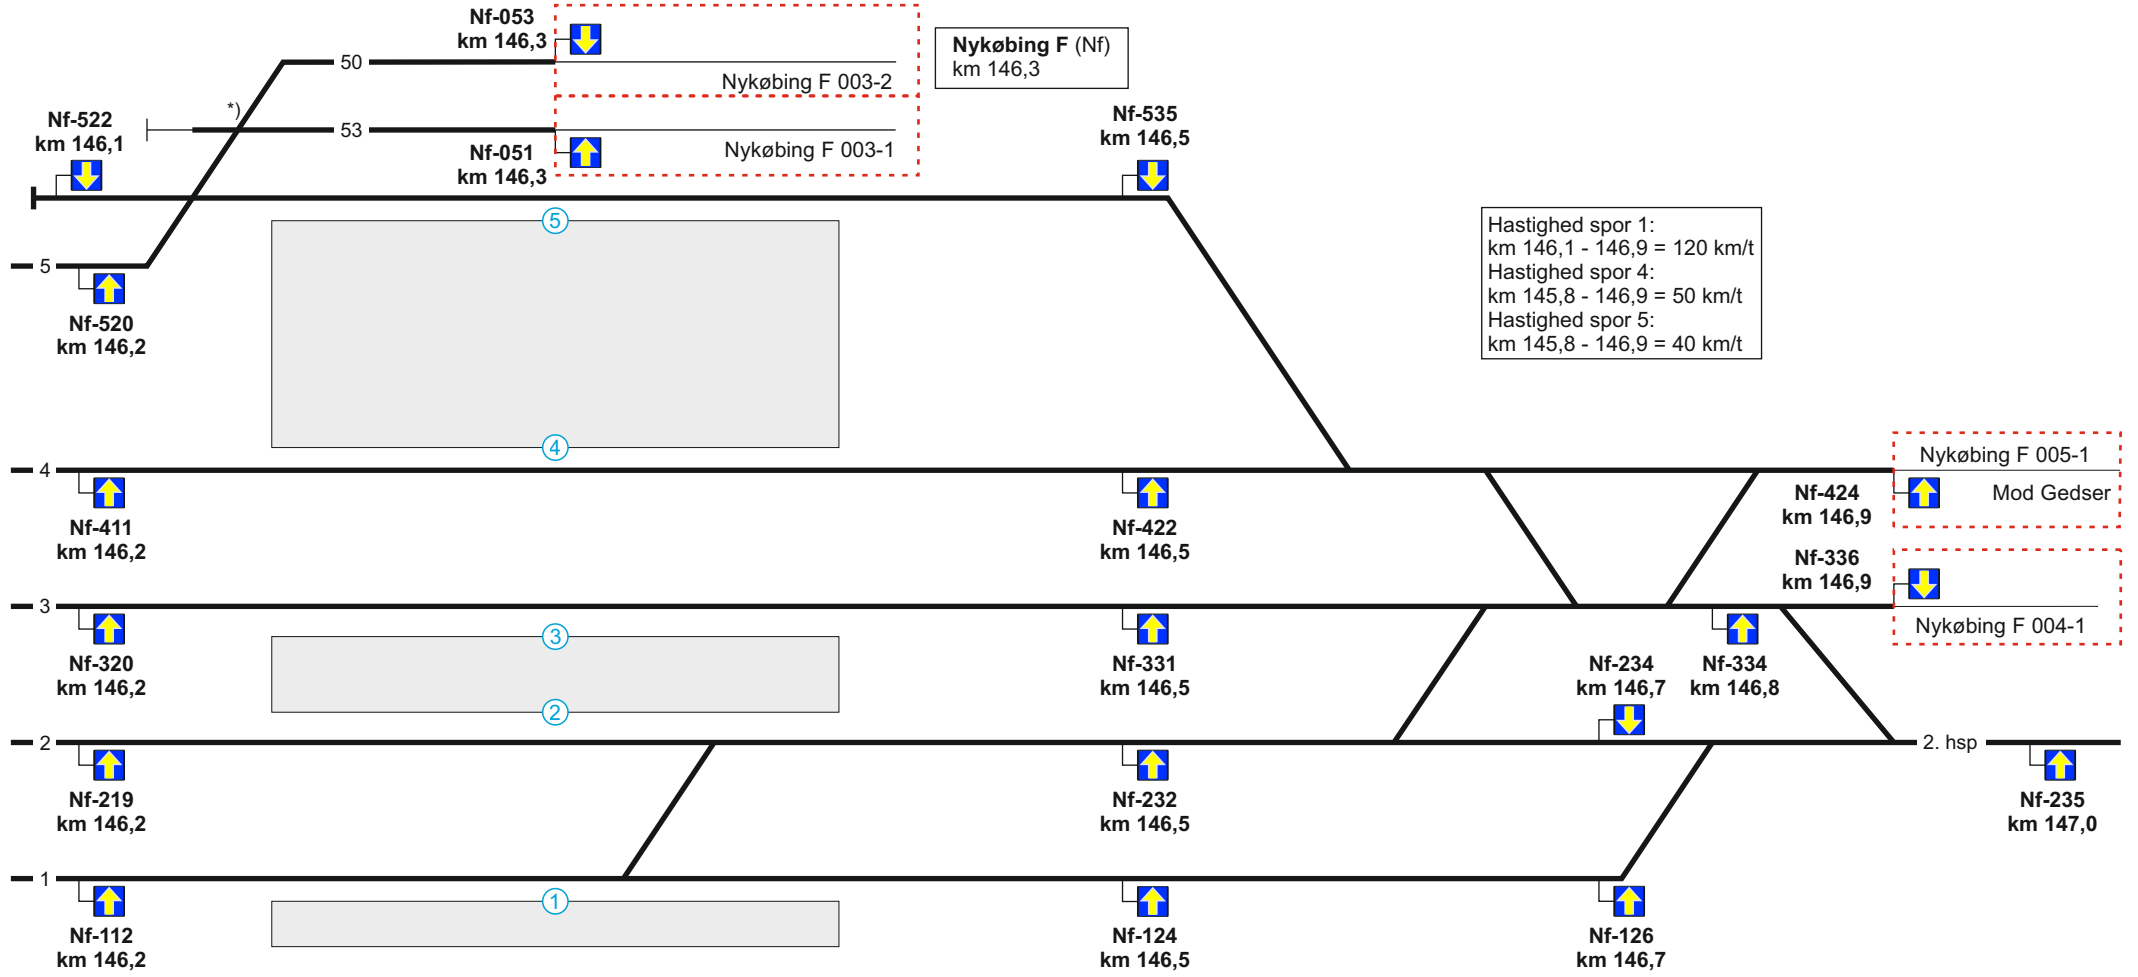 Nf-053
km 146,3
50
Nykøbing F 003-2
Nykøbing F (Nf)
km 146,3
*)
Nf-522
km 146,1
53
Nf-051
km 146,3
Nykøbing F 003-1
Nf-535
km 146,5
5
5
Nf-520
km 146,2
Hastighed spor 1:
km 146,1 - 146,9 = 120 km/t
Hastighed spor 4:
km 145,8 - 146,9 = 50 km/t
Hastighed spor 5:
km 145,8 - 146,9 = 40 km/t
4
4
Nf-411
km 146,2
Nf-422
km 146,5
Nykøbing F 005-1
Nf-424
km 146,9
Mod Gedser
Nf-336
km 146,9
3
3
Nf-320
km 146,2
Nf-331
km 146,5
Nykøbing F 004-1
Nf-234
km 146,7
Nf-334
km 146,8
2
2
2. hsp
Nf-219
km 146,2
Nf-232
km 146,5
Nf-235
km 147,0
1
1
Nf-112
km 146,2
Nf-124
km 146,5
Nf-126
km 146,7